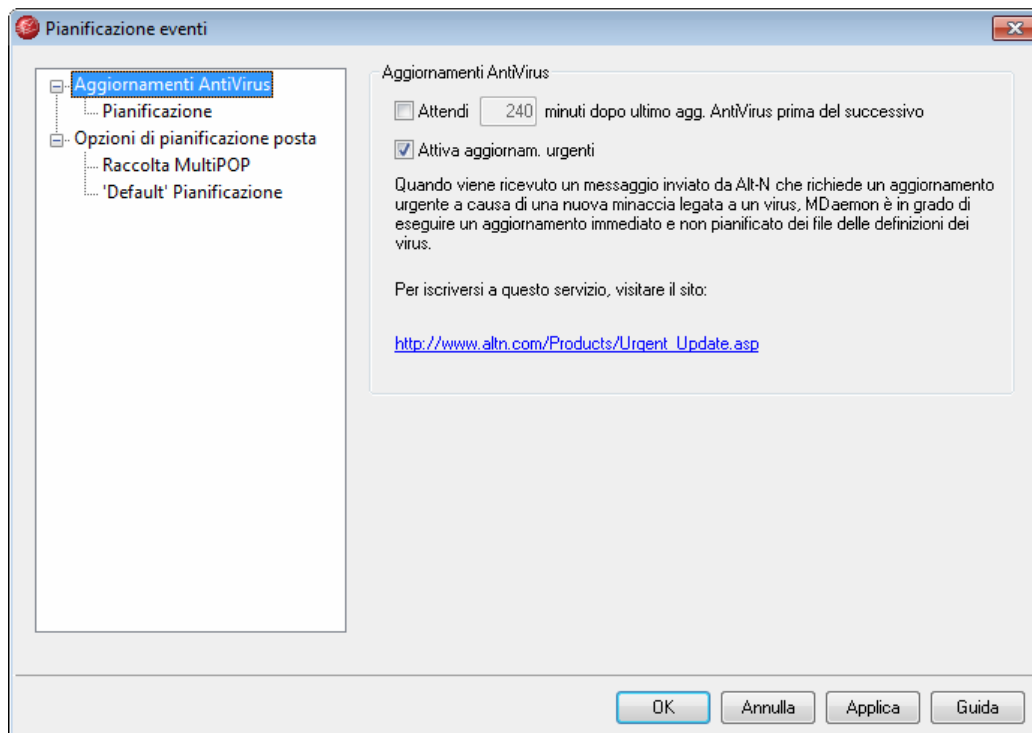 Pianificazione eventi
Aggiornamenti AntiVirus
Pianificazione
Opzioni di pianificazione posta
Raccolta MultiPOP
'Default' Pianificazione
Aggiornamenti AntiVirus
Attendi 240 minuti dopo ultimo agg. AntiVirus prima del successivo
Attiva aggiornam. urgenti
Quando viene ricevuto un messaggio inviato da Alt-N che richiede un aggiornamento
urgente a causa di una nuova minaccia legata a un virus, MDaemon è in grado di
eseguire un aggiornamento immediato e non pianificato dei file delle definizioni dei
virus.
Per iscriversi a questo servizio, visitare il sito:
http://www.altn.com/Products/Urgent_Update.asp
OK Annulla Applica Guida